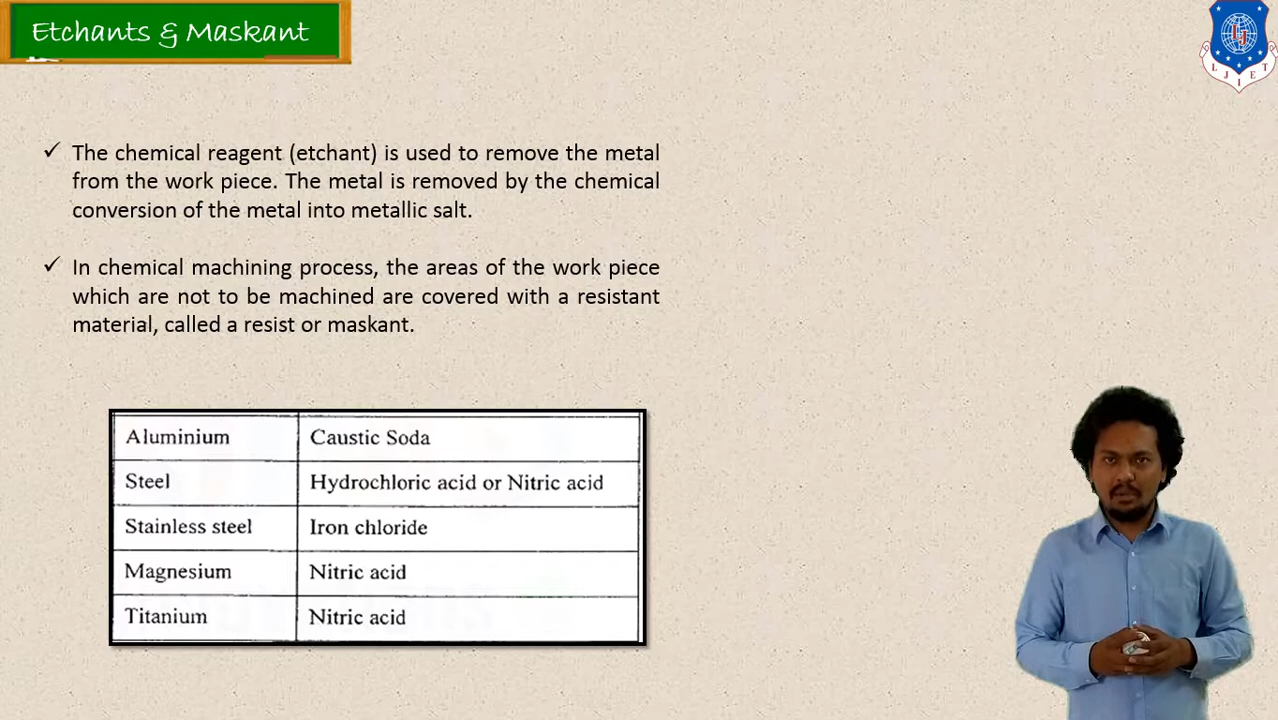 Etchants & Maskant
LJIET
✓ The chemical reagent (etchant) is used to remove the metal
from the work piece. The metal is removed by the chemical
conversion of the metal into metallic salt.
✓ In chemical machining process, the areas of the work piece
which are not to be machined are covered with a resistant
material, called a resist or maskant.
Aluminium Caustic Soda
Steel Hydrochloric acid or Nitric acid
Stainless steel Iron chloride
Magnesium Nitric acid
Titanium Nitric acid